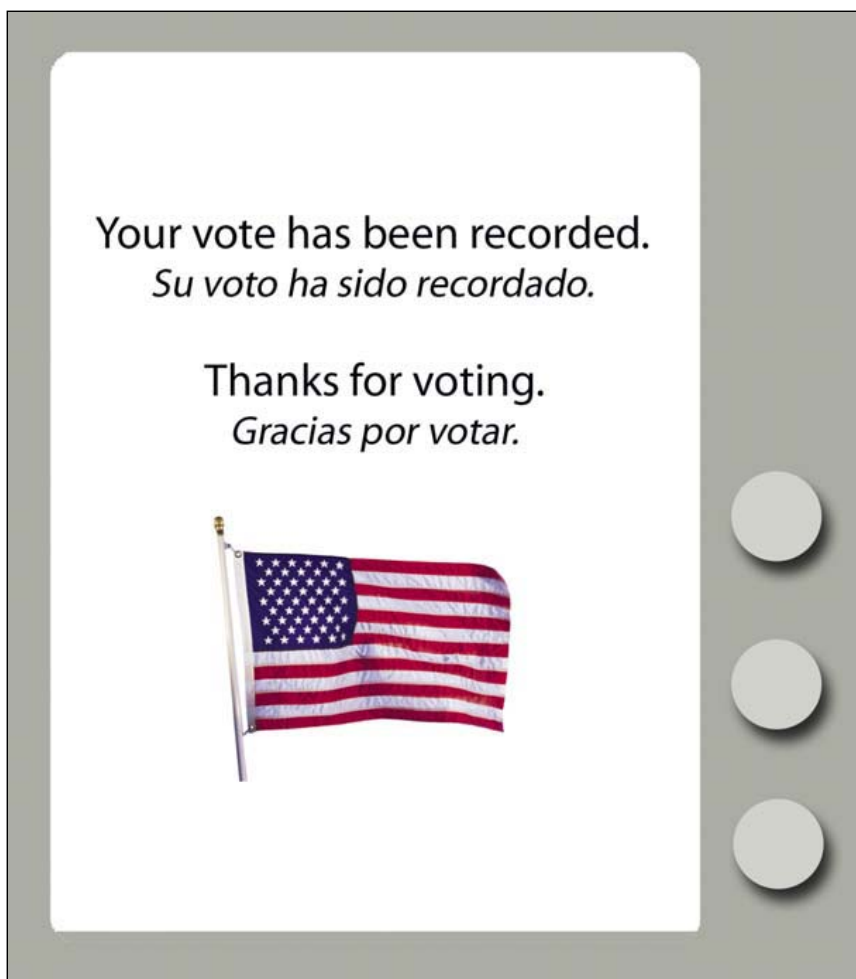 Your vote has been recorded.
Su voto ha sido recordado.
Thanks for voting.
Gracias por votar.